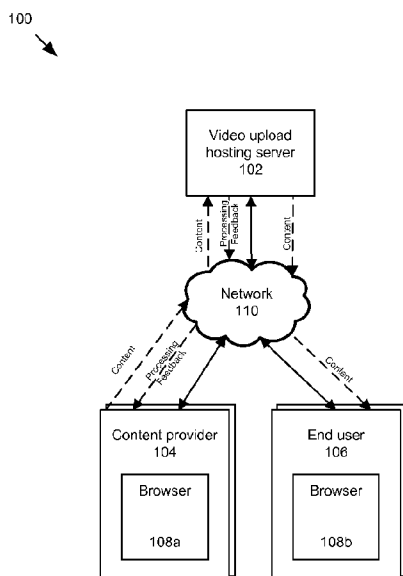 100
Video upload
hosting server
102
Content
Processing
Feedback
Content
Network
110
Content
Processing
Feedback
Content
Content provider
104
Browser
108a
End user
106
Browser
108b